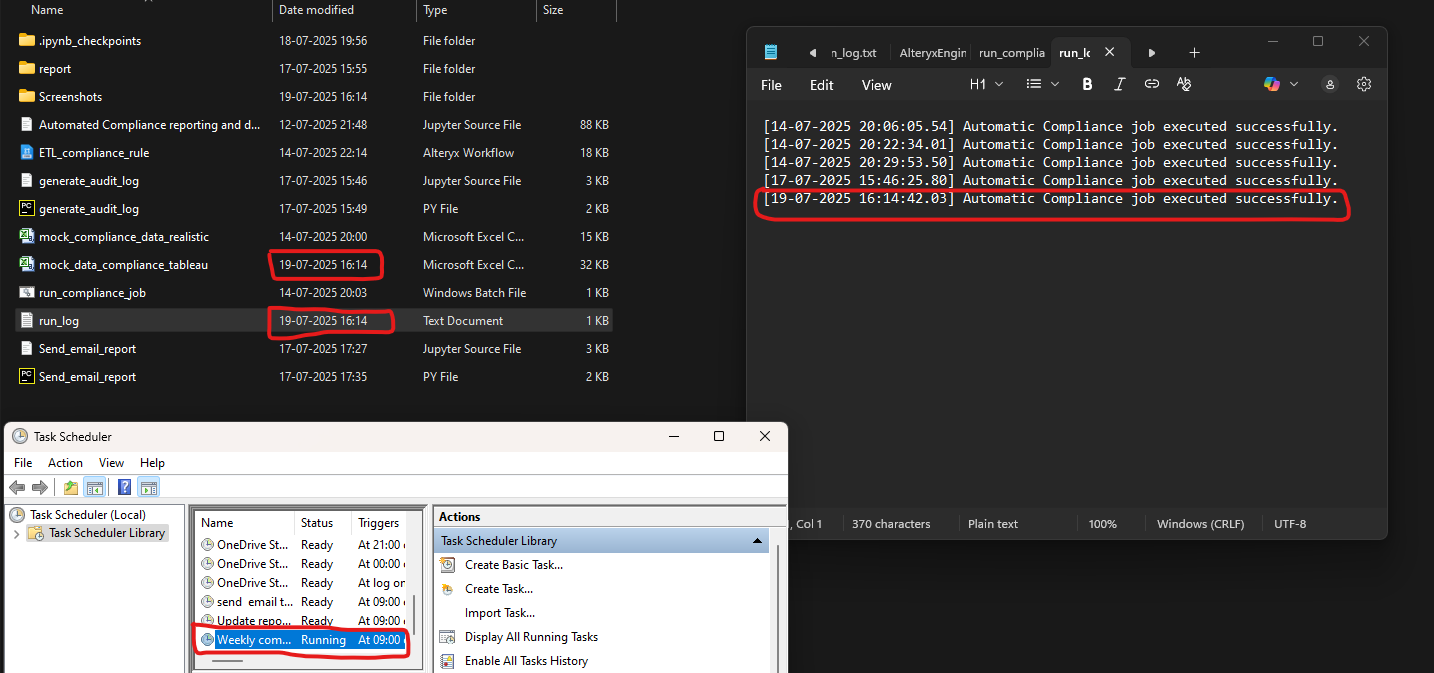 Name Date modified Type Size
.ipynb_checkpoints 18-07-2025 19:56 File folder
report 17-07-2025 15:55 File folder
Screenshots 19-07-2025 16:14 File folder
Automated Compliance reporting and d... 12-07-2025 21:48 Jupyter Source File 88 KB
ETL_compliance_rule 14-07-2025 22:14 Alteryx Workflow 18 KB
generate_audit_log 17-07-2025 15:46 Jupyter Source File 3 KB
generate_audit_log 17-07-2025 15:49 PY File 2 KB
mock_compliance_data_realistic 14-07-2025 20:00 Microsoft Excel C... 15 KB
mock_data_compliance_tableau 19-07-2025 16:14 Microsoft Excel C... 32 KB
run_compliance_job 14-07-2025 20:03 Windows Batch File 1 KB
run_log 19-07-2025 16:14 Text Document 1 KB
Send_email_report 17-07-2025 17:27 Jupyter Source File 3 KB
PC Send_email_report 17-07-2025 17:35 PY File 2 KB
n_log.txt AlteryxEngin run_complia run_lc
File Edit View H1 B I
[14-07-2025 20:06:05.54] Automatic Compliance job executed successfully.
[14-07-2025 20:22:34.01] Automatic Compliance job executed successfully.
[14-07-2025 20:29:53.50] Automatic Compliance job executed successfully.
[17-07-2025 15:46:25.80] Automatic Compliance job executed successfully.
[19-07-2025 16:14:42.03] Automatic Compliance job executed successfully.
, Col 1 370 characters Plain text 100% Windows (CRLF) UTF-8
Task Scheduler
File Action View Help
Task Scheduler (Local)
Task Scheduler Library
Name Status Triggers
OneDrive St... Ready At 21:00
OneDrive St... Ready At 00:00
OneDrive St... Ready At log on
send email t... Ready At 09:00
Update repo... Ready At 09:00
Weekly com... Running At 09:00
Actions
Task Scheduler Library
Create Basic Task...
Create Task...
Import Task...
Display All Running Tasks
Enable All Tasks History